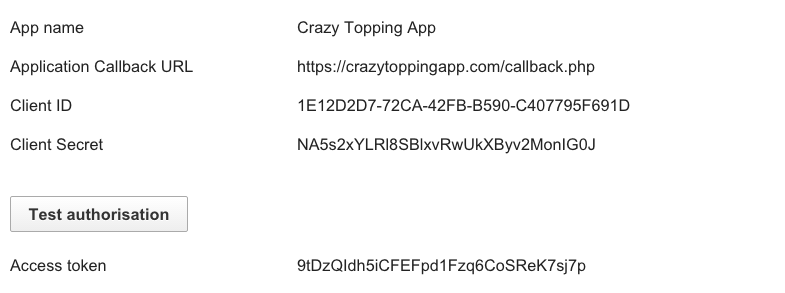 App name Crazy Topping App
Application Callback URL https://crazytoppingapp.com/callback.php
Client ID 1E12D2D7-72CA-42FB-B590-C407795F691D
Client Secret NA5s2xYLRl8SBlxvRwUkXByv2MonIG0J
Test authorisation
Access token 9tDzQIdh5iCFEFpd1Fzq6CoSReK7sj7p